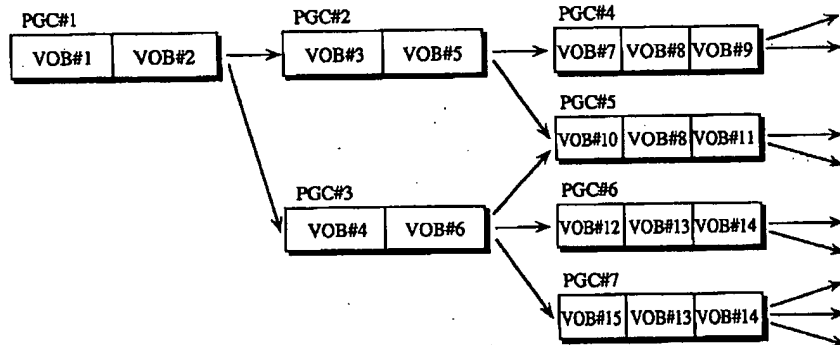 PGC#1
VOB#1 VOB#2
PGC#2
VOB#3 VOB#5
PGC#4
VOB#7 VOB#8 VOB#9
PGC#5
VOB#10 VOB#8 VOB#11
PGC#3
VOB#4 VOB#6
PGC#6
VOB#12 VOB#13 VOB#14
PGC#7
VOB#15 VOB#13 VOB#14